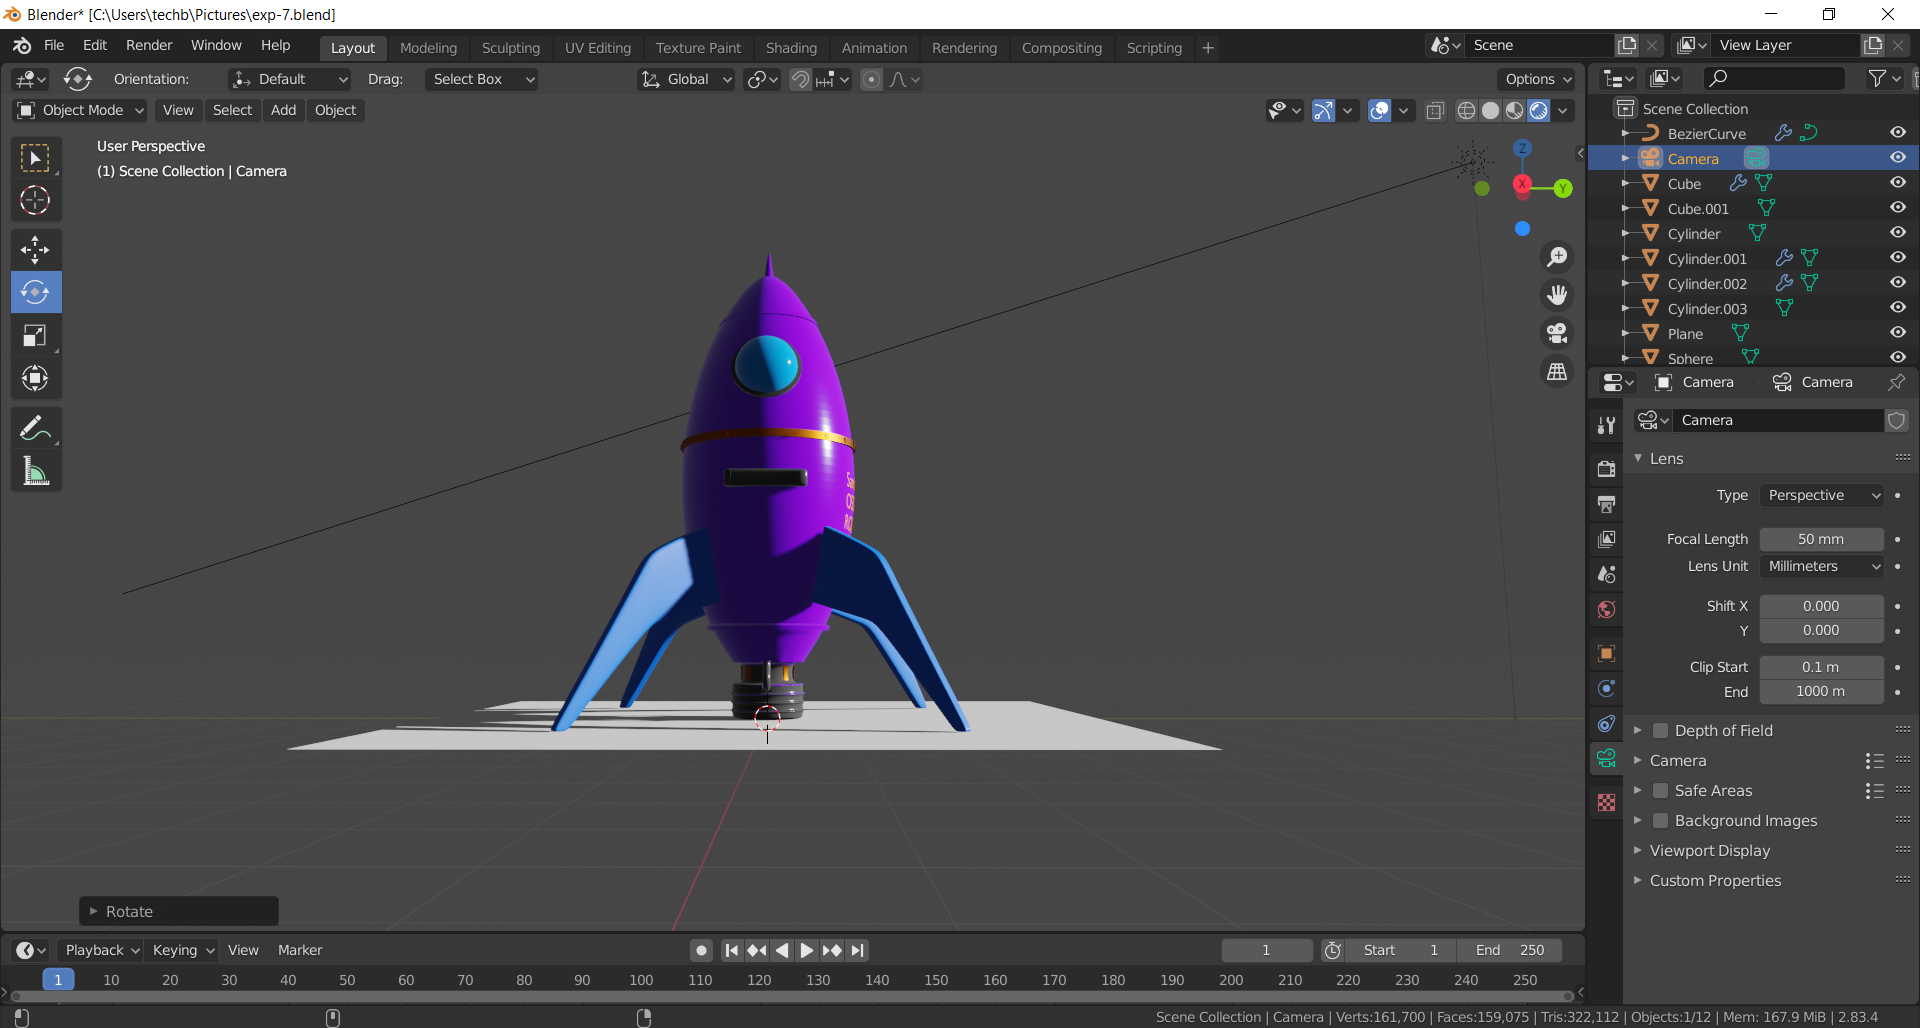 Blender* [C:\Users\techb\Pictures\exp-7.blend]
File Edit Render Window Help Layout Modeling Sculpting UV Editing Texture Paint Shading Animation Rendering Compositing Scripting + Scene View Layer
Orientation: Default Drag: Select Box Global Options
Object Mode View Select Add Object
User Perspective
(1) Scene Collection | Camera
Z
X
Y
Scene Collection
BezierCurve
Camera
Cube
Cube.001
Cylinder
Cylinder.001
Cylinder.002
Cylinder.003
Plane
Sphere
Camera Camera
Camera
Lens
Type Perspective
Focal Length 50 mm
Lens Unit Millimeters
Shift X 0.000
Y 0.000
Clip Start 0.1 m
End 1000 m
Depth of Field
Camera
Safe Areas
Background Images
Viewport Display
Custom Properties
Rotate
Playback Keying View Marker 1 Start 1 End 250
1 10 20 30 40 50 60 70 80 90 100 110 120 130 140 150 160 170 180 190 200 210 220 230 240 250
Scene Collection | Camera | Verts:161,700 | Faces:159,075 | Tris:322,112 | Objects:1/12 | Mem: 167.9 MiB | 2.83.4